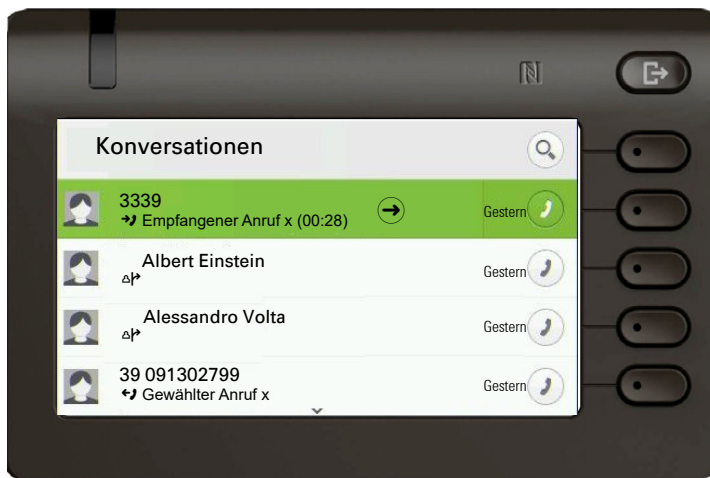 Konversationen
3339
Empfangener Anruf x (00:28)
Gestern
Albert Einstein
Gestern
Alessandro Volta
Gestern
39 091302799
Gewählter Anruf x
Gestern